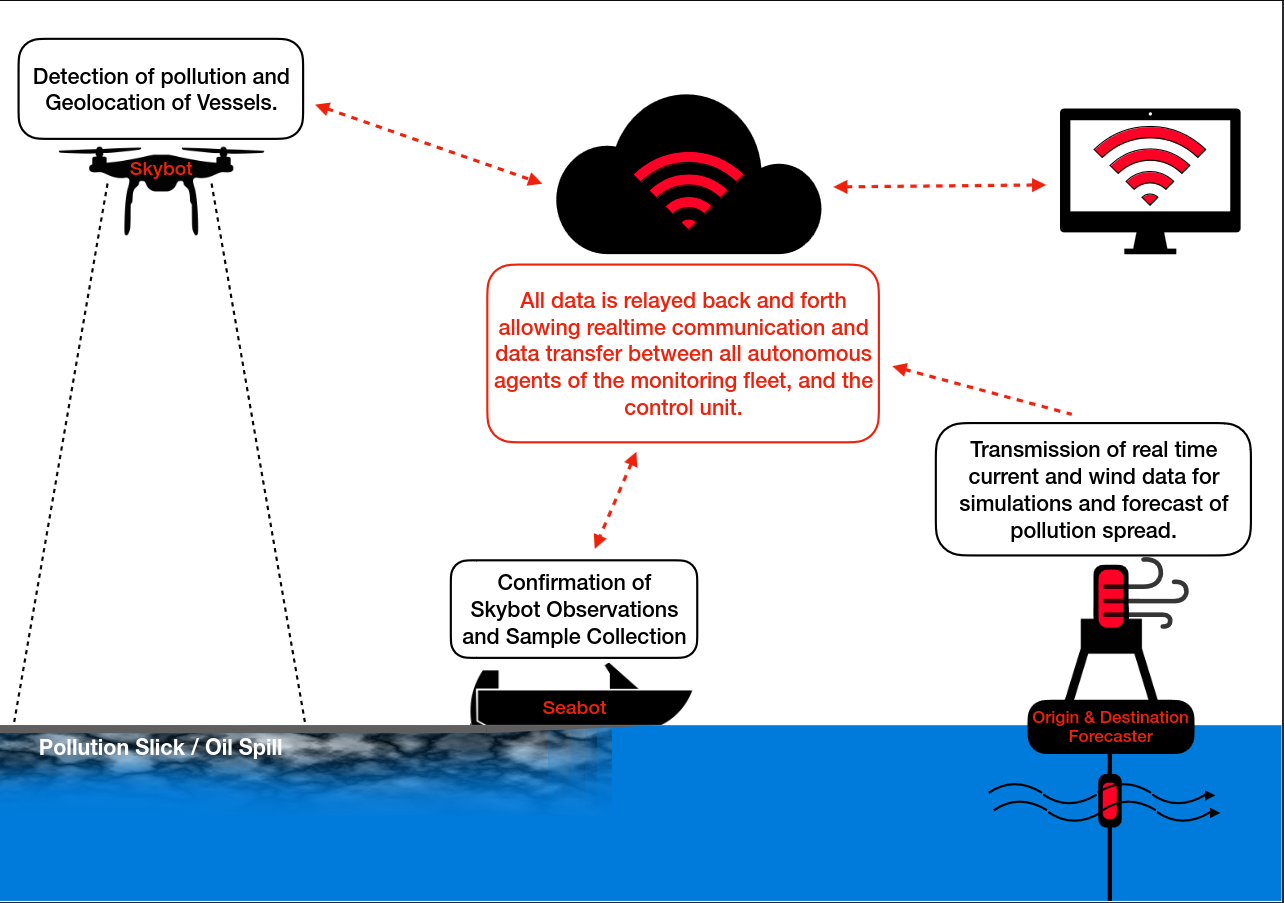 Detection of pollution and
Geolocation of Vessels.
Skybot
All data is relayed back and forth
allowing realtime communication and
data transfer between all autonomous
agents of the monitoring fleet, and the
control unit.
Transmission of real time
current and wind data for
simulations and forecast of
pollution spread.
Confirmation of
Skybot Observations
and Sample Collection
Seabot
Origin & Destination
Forecaster
Pollution Slick / Oil Spill